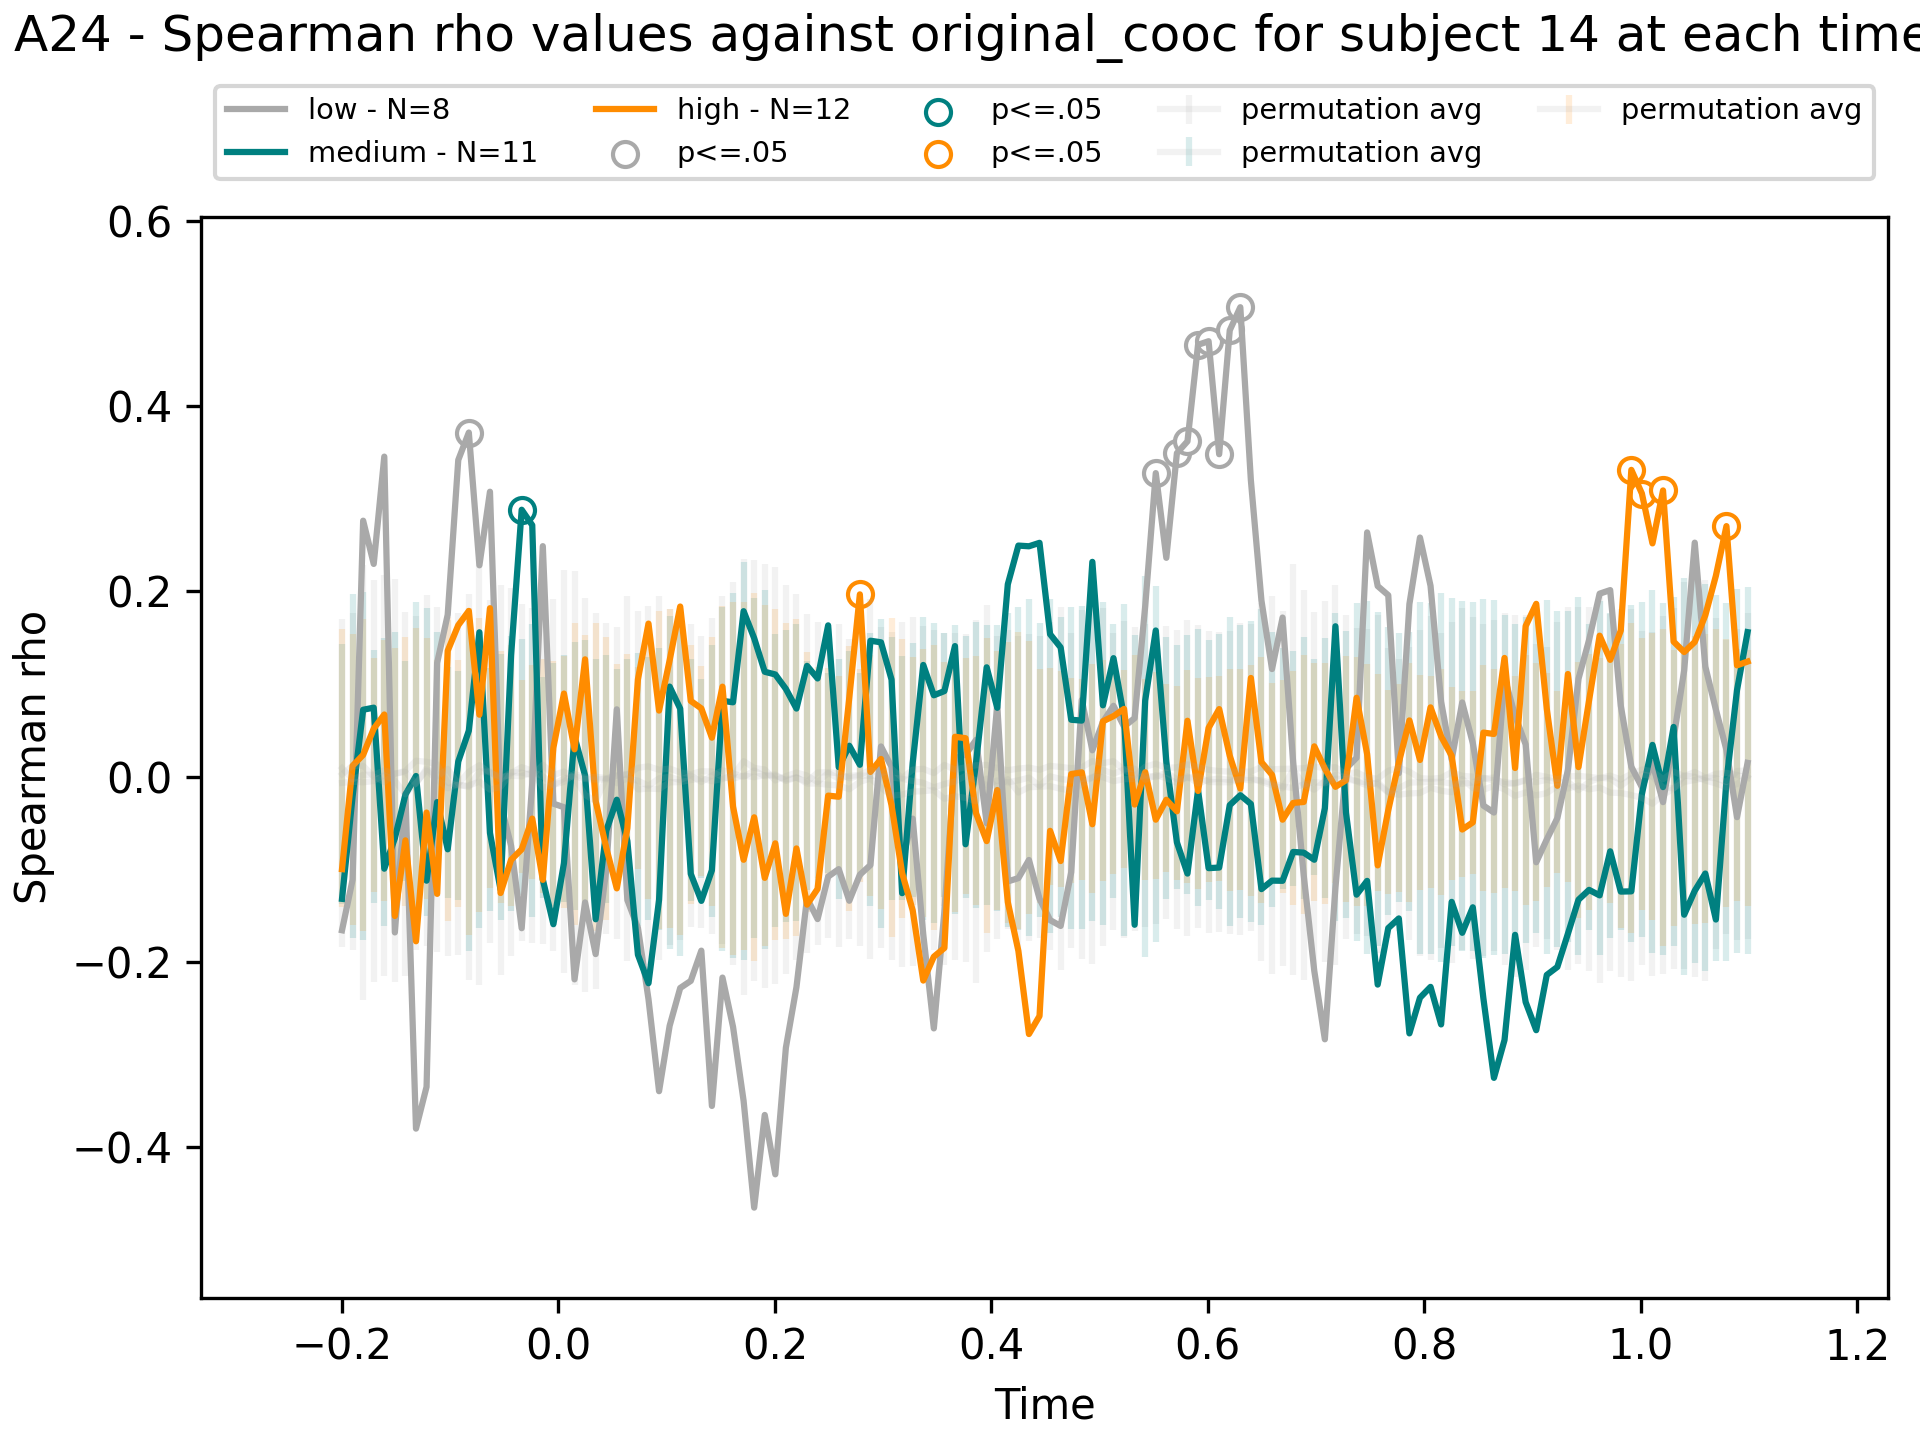 A24 - Spearman rho values against original_cooc for subject 14 at each time
low - N=8
medium - N=11
high - N=12
p<=.05
p<=.05
p<=.05
permutation avg
permutation avg
permutation avg
Spearman rho
0.6
0.4
0.2
0.0
−0.2
−0.4
−0.2
0.0
0.2
0.4
0.6
0.8
1.0
1.2
Time